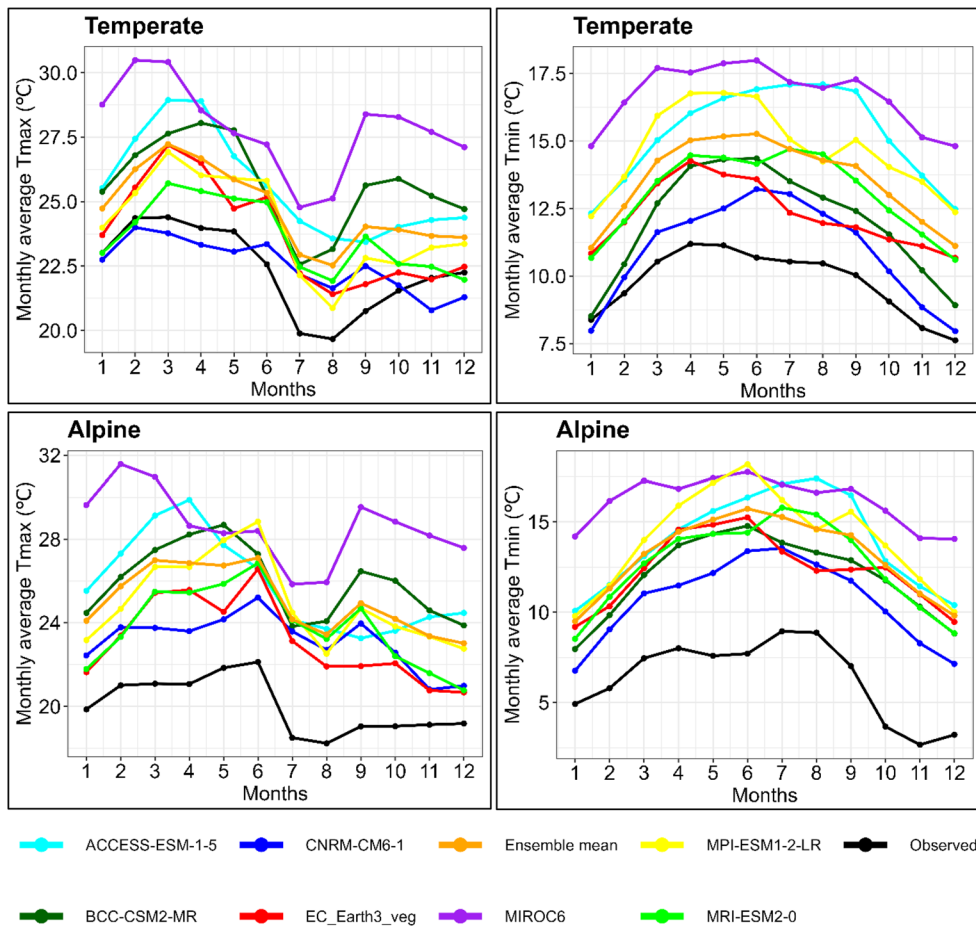 Temperate
Monthly average Tmax (°C)
30.0
27.5
25.0
22.5
20.0
1 2 3 4 5 6 7 8 9 10 11 12
Months
Temperate
Monthly average Tmin (°C)
17.5
15.0
12.5
10.0
7.5
1 2 3 4 5 6 7 8 9 10 11 12
Months
Alpine
Monthly average Tmax (°C)
32
28
24
20
1 2 3 4 5 6 7 8 9 10 11 12
Months
Alpine
Monthly average Tmin (°C)
15
10
5
1 2 3 4 5 6 7 8 9 10 11 12
Months
ACCESS-ESM-1-5 CNRM-CM6-1 Ensemble mean MPI-ESM1-2-LR Observed
BCC-CSM2-MR EC_Earth3_veg MIROC6 MRI-ESM2-0